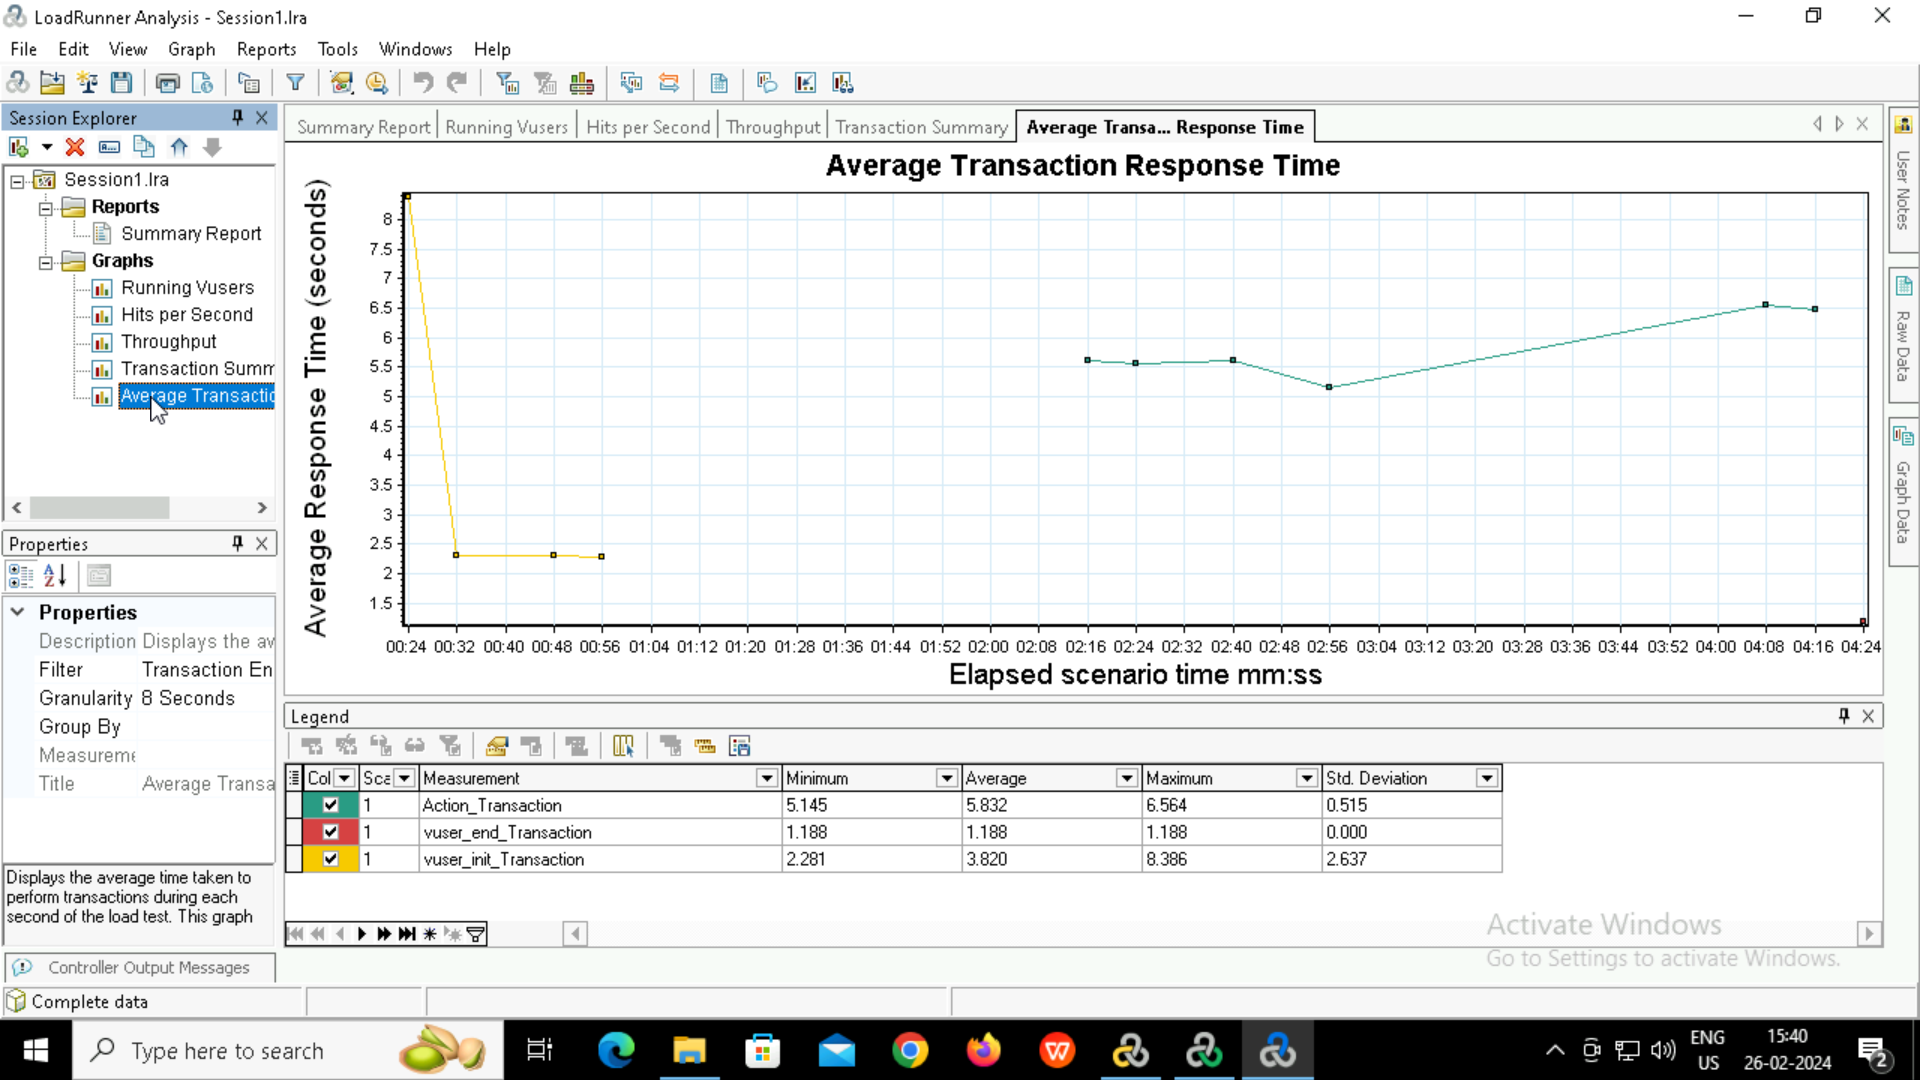 LoadRunner Analysis - Session1.lra
File Edit View Graph Reports Tools Windows Help
Session Explorer
Session1.lra
Reports
Summary Report
Graphs
Running Vusers
Hits per Second
Throughput
Transaction Summ
Average Transactio
Properties
Properties
Description Displays the av
Filter Transaction En
Granularity 8 Seconds
Group By
Measureme
Title Average Transa
Displays the average time taken to
perform transactions during each
second of the load test. This graph
Controller Output Messages
Complete data
Summary Report Running Vusers Hits per Second Throughput Transaction Summary Average Transa... Response Time
Average Transaction Response Time
Average Response Time (seconds)
8
7.5
7
6.5
6
5.5
5
4.5
4
3.5
3
2.5
2
1.5
00:24 00:32 00:40 00:48 00:56 01:04 01:12 01:20 01:28 01:36 01:44 01:52 02:00 02:08 02:16 02:24 02:32 02:40 02:48 02:56 03:04 03:12 03:20 03:28 03:36 03:44 03:52 04:00 04:08 04:16 04:24
Elapsed scenario time mm:ss
User Notes
Raw Data
Graph Data
Legend
Col Sca Measurement Minimum Average Maximum Std. Deviation
1 Action_Transaction 5.145 5.832 6.564 0.515
1 vuser_end_Transaction 1.188 1.188 1.188 0.000
1 vuser_init_Transaction 2.281 3.820 8.386 2.637
Activate Windows
Go to Settings to activate Windows.
Type here to search
ENG
US
15:40
26-02-2024
2